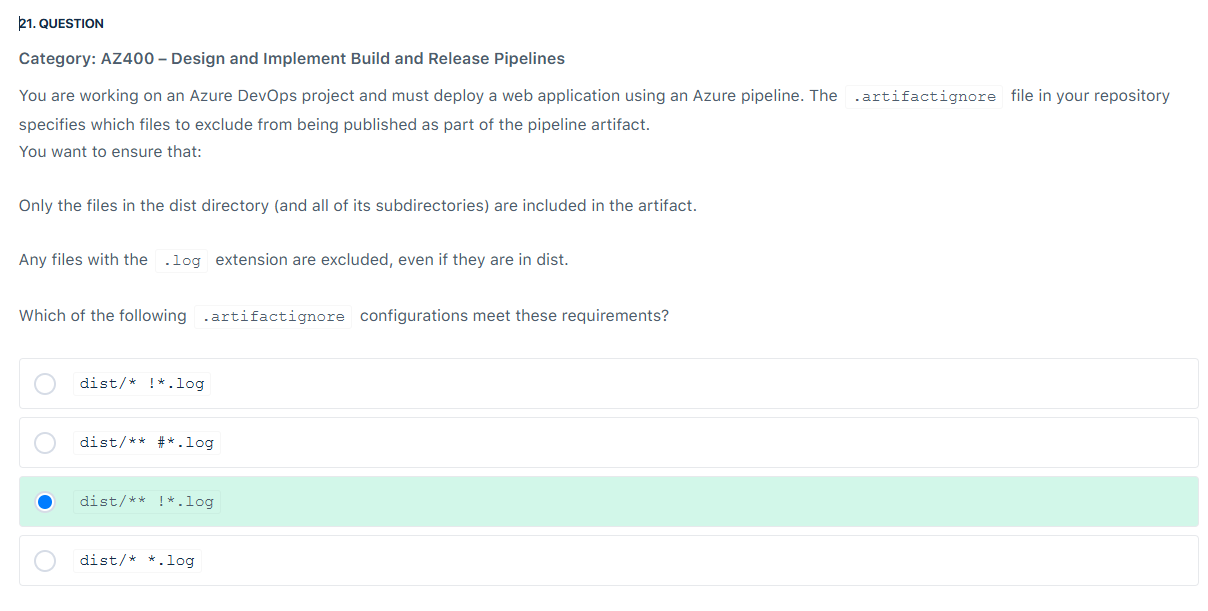 21. QUESTION
Category: AZ400 – Design and Implement Build and Release Pipelines
You are working on an Azure DevOps project and must deploy a web application using an Azure pipeline. The .artifactignore file in your repository
specifies which files to exclude from being published as part of the pipeline artifact.
You want to ensure that:
Only the files in the dist directory (and all of its subdirectories) are included in the artifact.
Any files with the .log extension are excluded, even if they are in dist.
Which of the following .artifactignore configurations meet these requirements?
dist/* !*.log
dist/** #*.log
dist/** !*.log
dist/* *.log